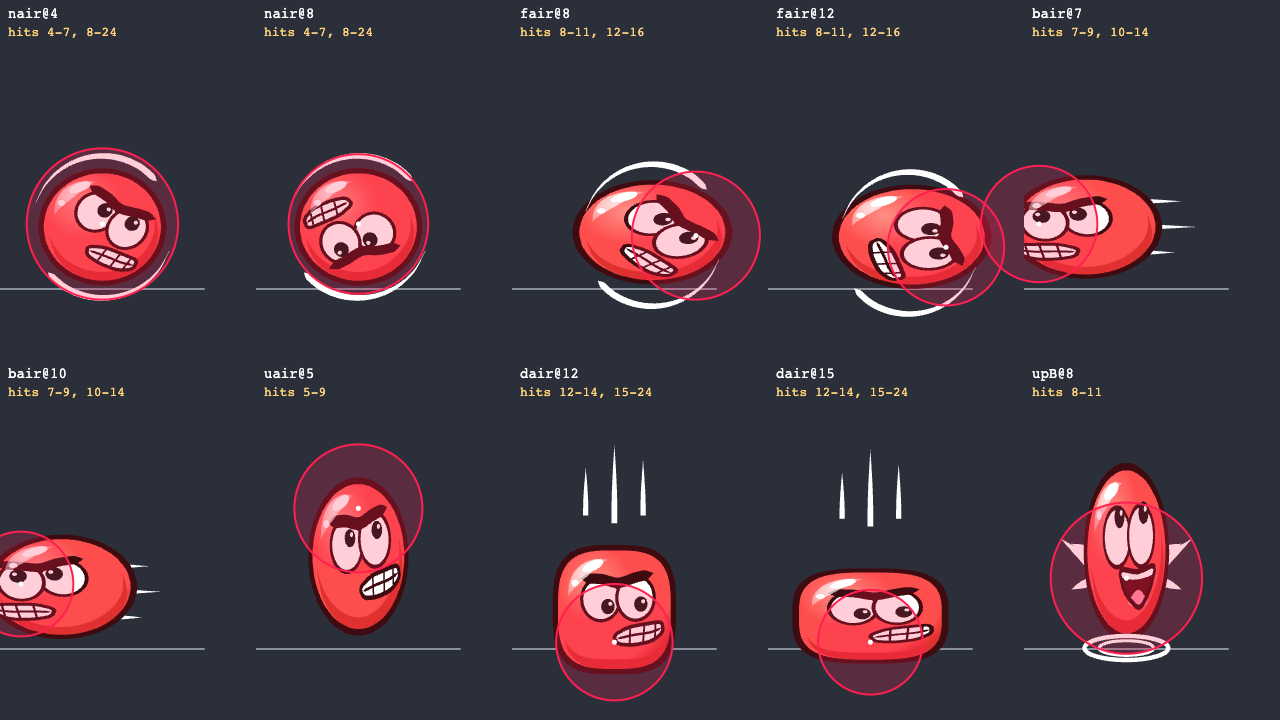 nair@4
hits 4-7, 8-24
nair@8
hits 4-7, 8-24
fair@8
hits 8-11, 12-16
fair@12
hits 8-11, 12-16
bair@7
hits 7-9, 10-14
bair@10
hits 7-9, 10-14
uair@5
hits 5-9
dair@12
hits 12-14, 15-24
dair@15
hits 12-14, 15-24
upB@8
hits 8-11